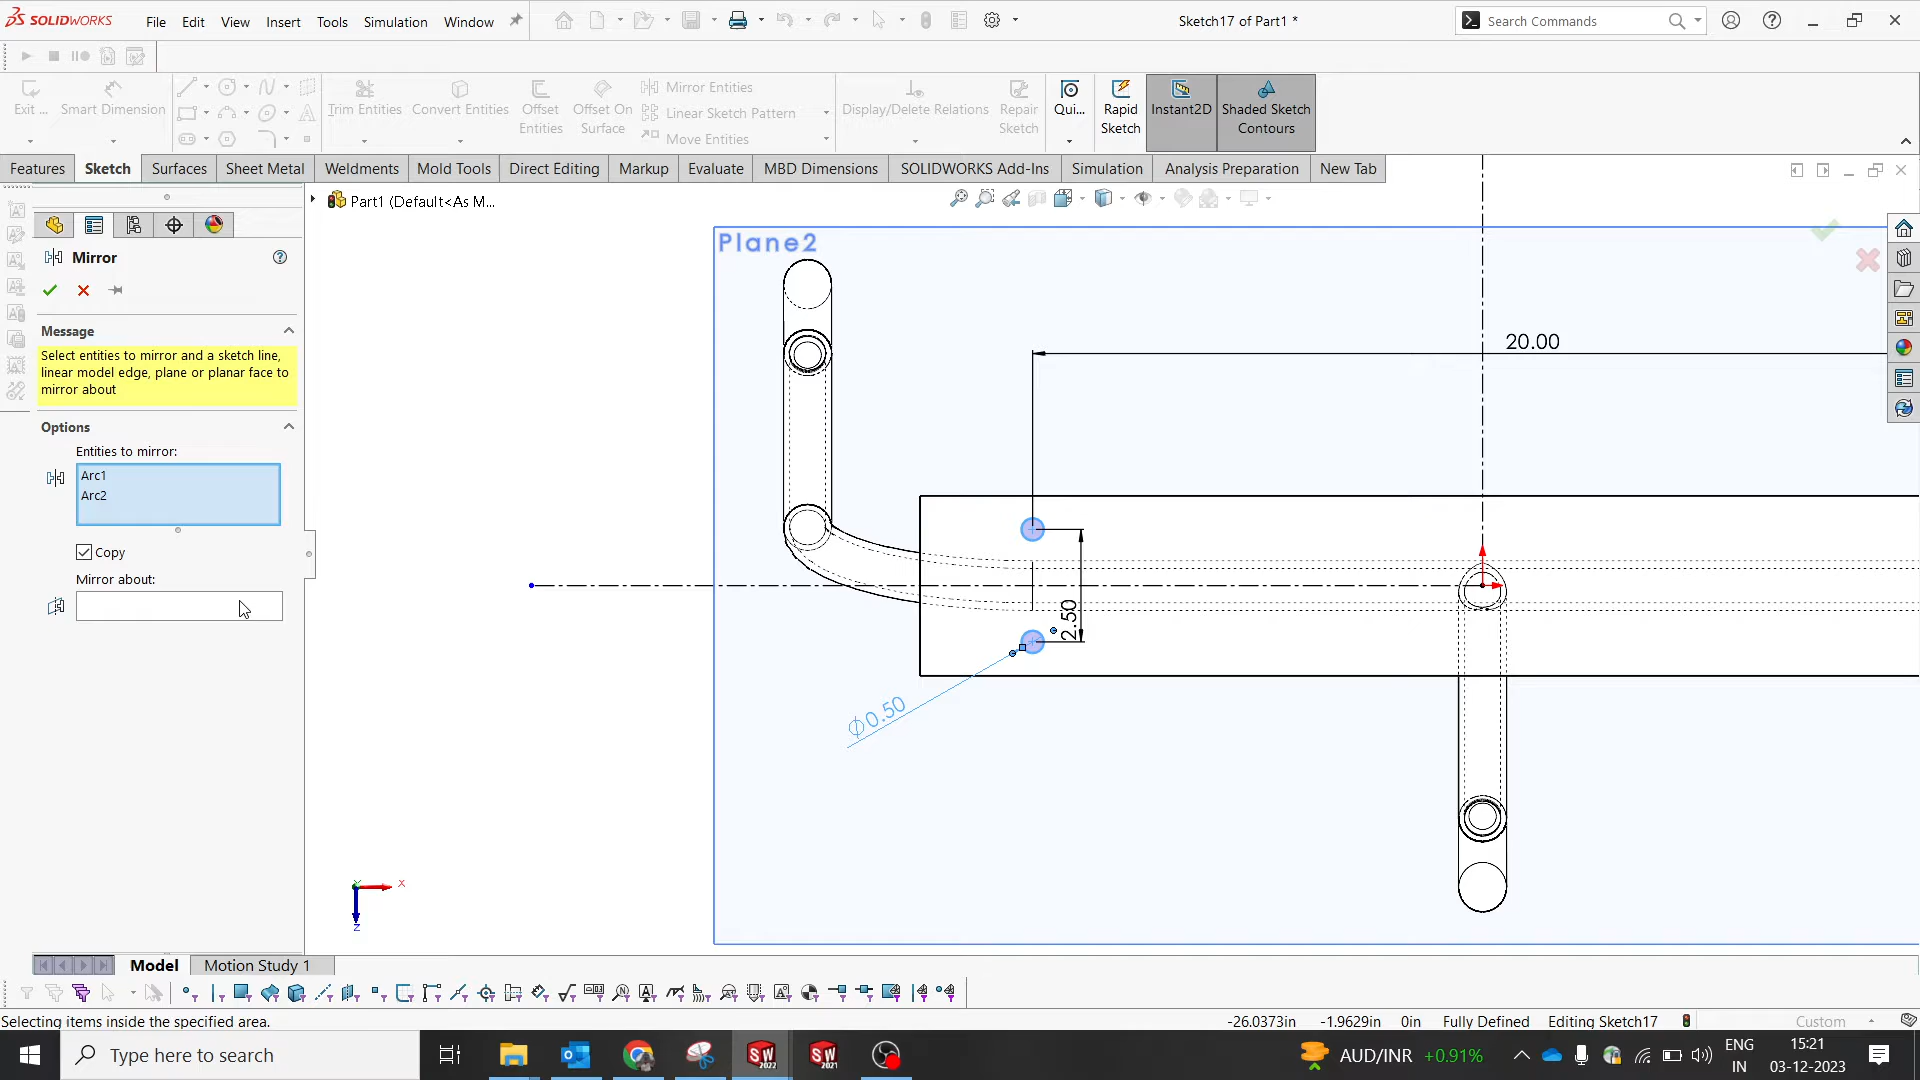 SOLIDWORKS File Edit View Insert Tools Simulation Window
Sketch17 of Part1 *
Search Commands
Exit ...
Smart Dimension
Trim Entities
Convert Entities
Offset Entities
Offset On Surface
Mirror Entities
Linear Sketch Pattern
Move Entities
Display/Delete Relations
Repair Sketch
Qui...
Rapid Sketch
Instant2D
Shaded Sketch Contours
Features Sketch Surfaces Sheet Metal Weldments Mold Tools Direct Editing Markup Evaluate MBD Dimensions SOLIDWORKS Add-Ins Simulation Analysis Preparation New Tab
Part1 (Default<As M...
Mirror
Message
Select entities to mirror and a sketch line,
linear model edge, plane or planar face to
mirror about
Options
Entities to mirror:
Arc1
Arc2
Copy
Mirror about:
Plane2
20.00
2.50
∅0.50
X
Y
Z
Model Motion Study 1
Selecting items inside the specified area.
-26.0373in -1.9629in 0in Fully Defined Editing Sketch17 Custom
Type here to search
SW 2022
SW 2021
AUD/INR +0.91%
ENG
IN
15:21
03-12-2023